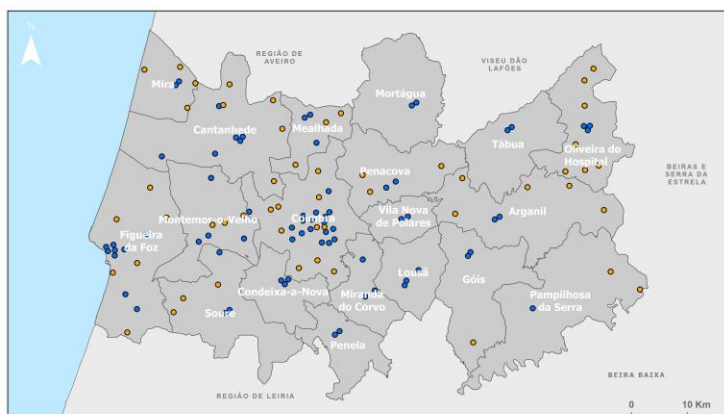 N
REGIÃO DE
AVEIRO
VISEU DÃO
LAFÕES
Mira
Mortágua
Cantanhede
Mealhada
Tábua
Oliveira do
Hospital
BEIRAS E
SERRA DA
ESTRELA
Penacova
Vila Nova
de Poiares
Arganil
Coimbra
Montemor-o-Velho
Figueira
da Foz
Lousã
Góis
Condeixa-a-Nova
Miranda
do Corvo
Pampilhosa
da Serra
Soure
Penela
REGIÃO DE LEIRIA
BEIRA BAIXA
0 10 Km